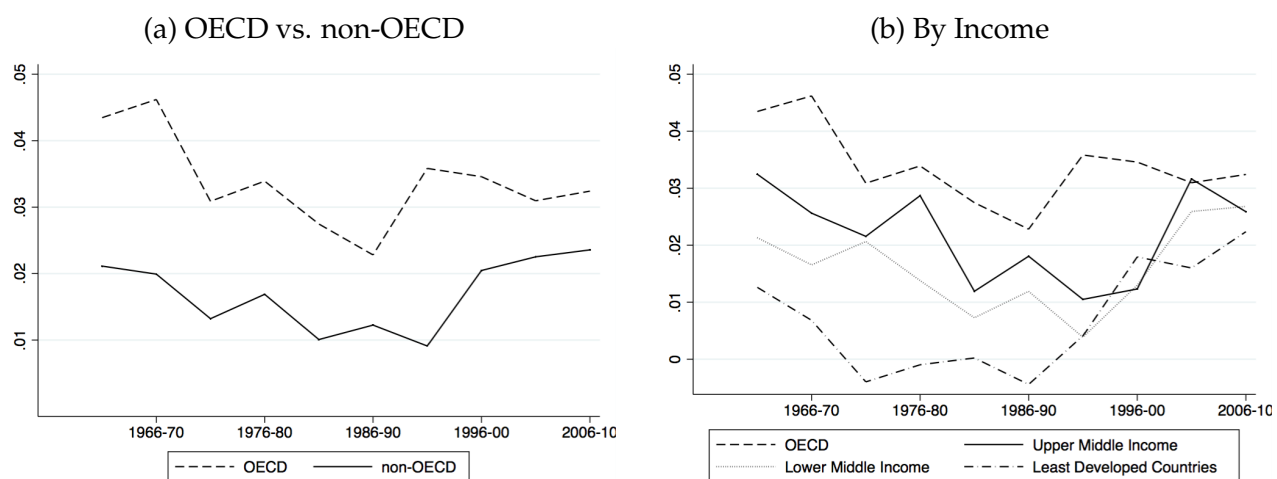 (a) OECD vs. non-OECD
.05
.04
.03
.02
.01
1966-70 1976-80 1986-90 1996-00 2006-10
OECD non-OECD
(b) By Income
.05
.04
.03
.02
.01
0
1966-70 1976-80 1986-90 1996-00 2006-10
OECD Upper Middle Income
Lower Middle Income Least Developed Countries